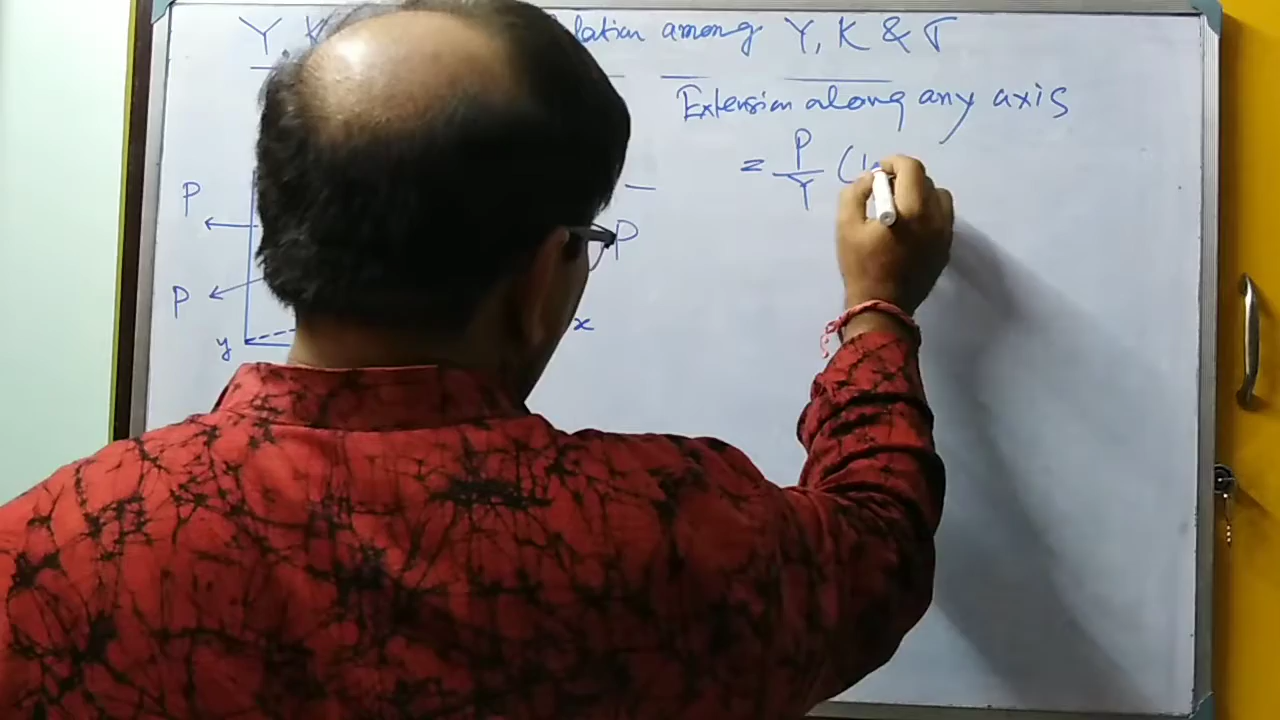 Y, K lation among Y, K & σ
Extension along any axis
= P/Y (1
P
P
P
y
x